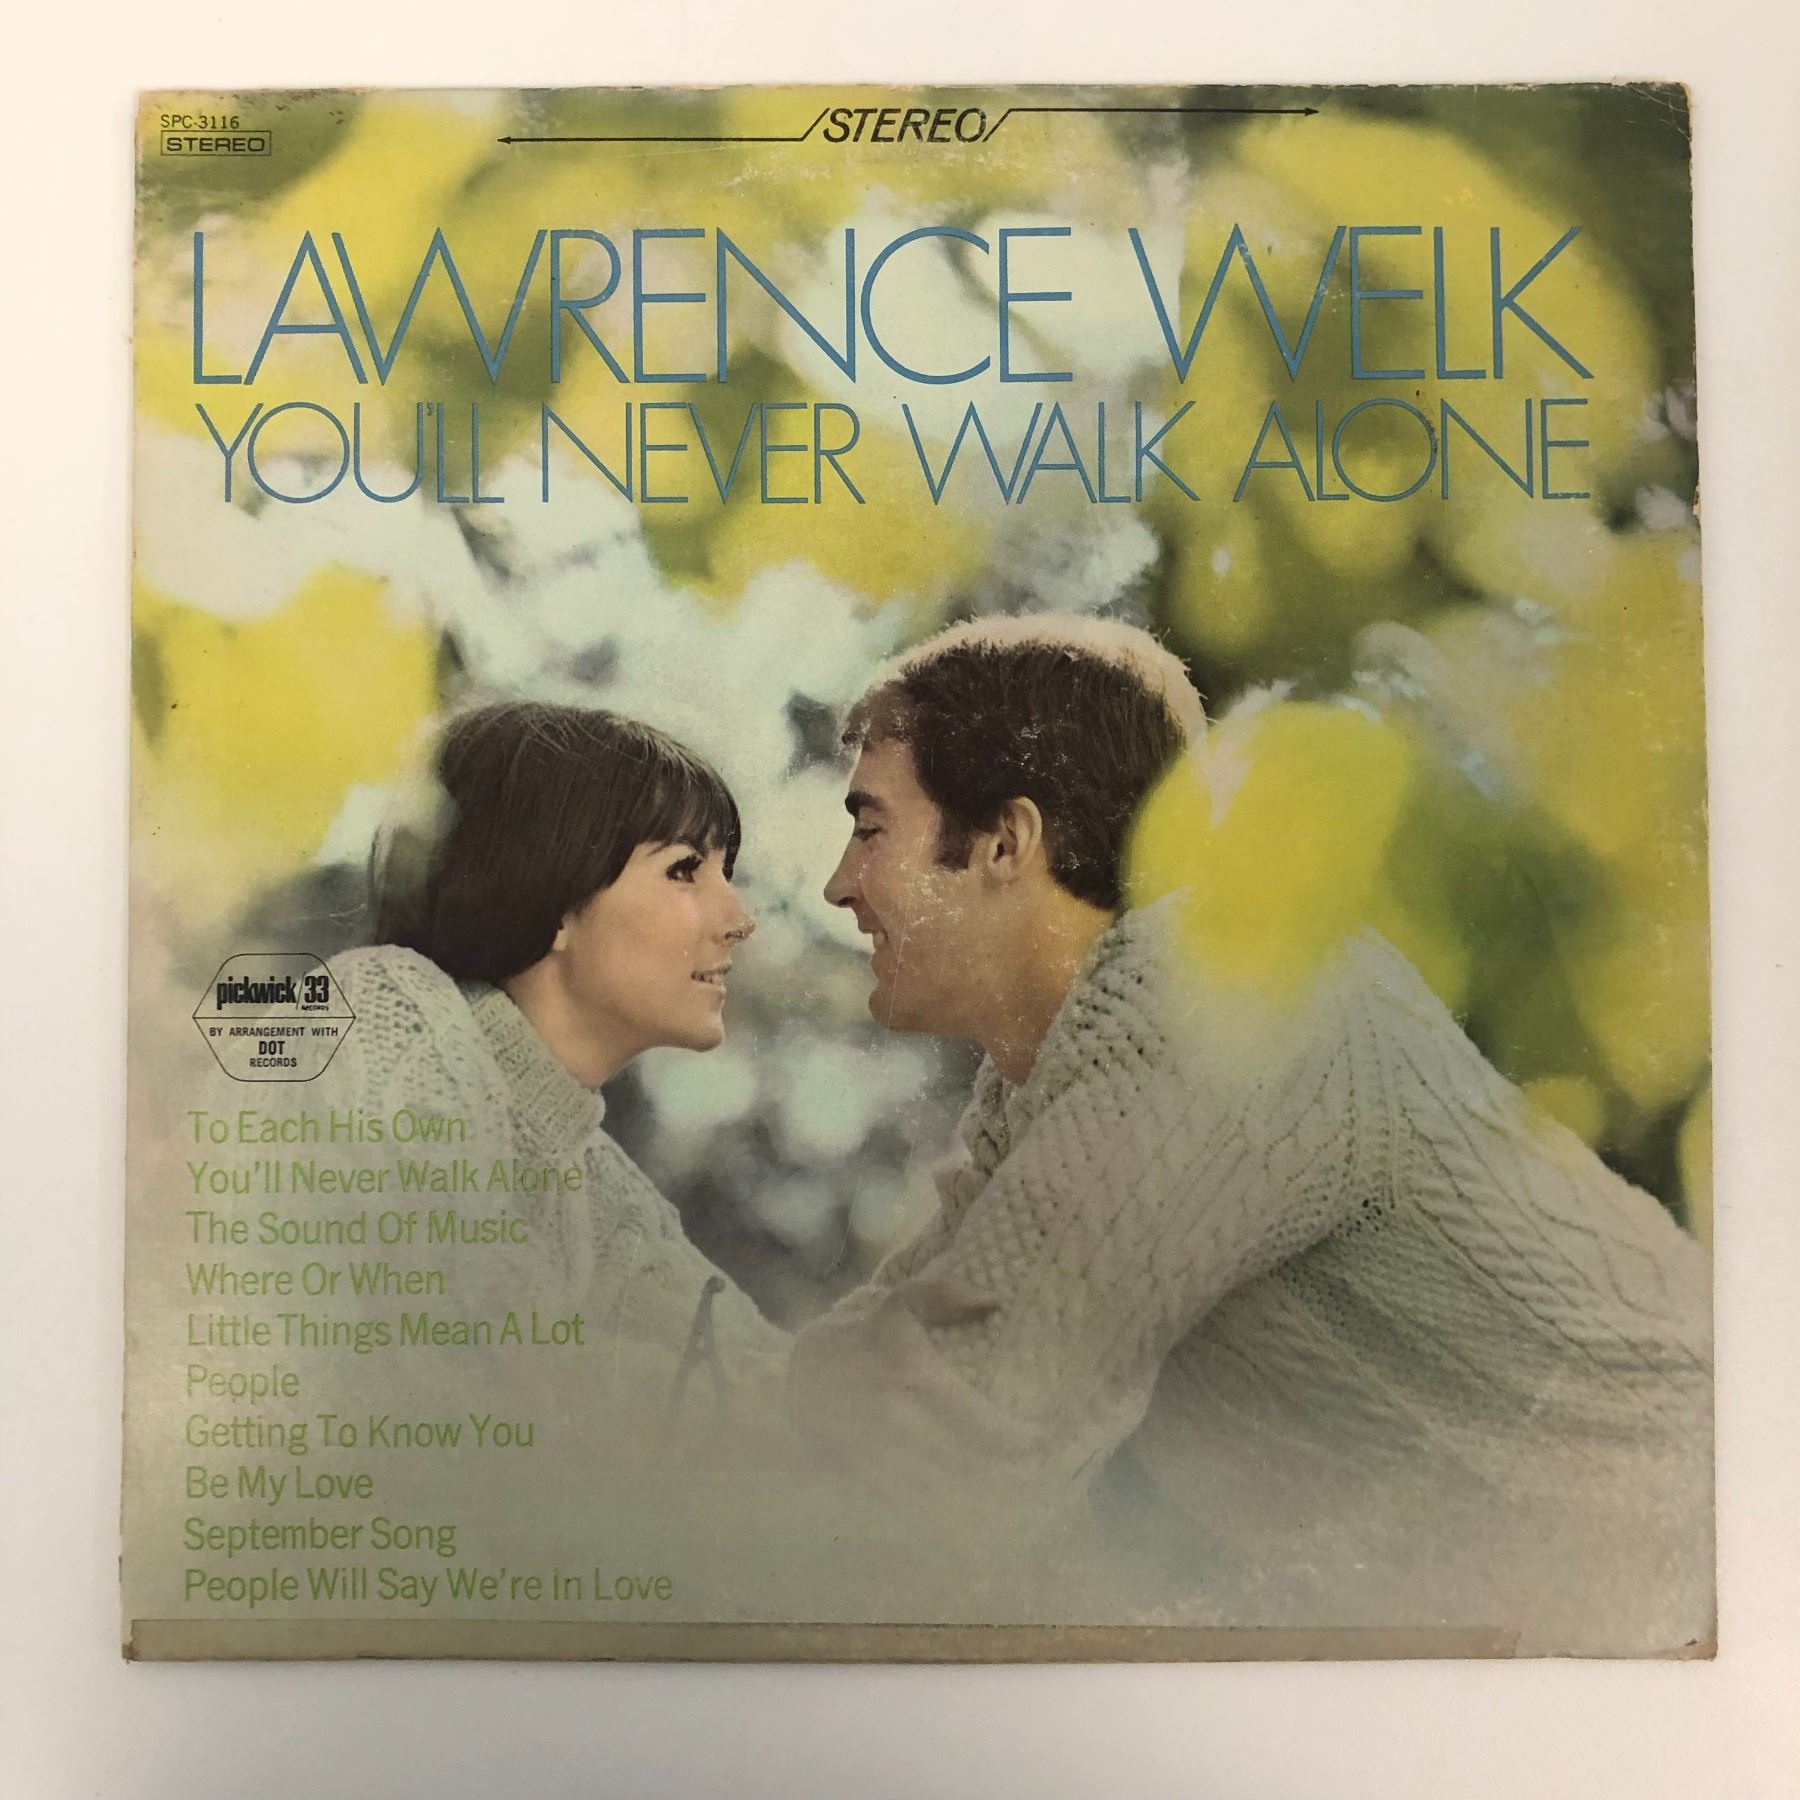 SPC-3116
STEREO
STEREO
LAWRENCE WELK
YOU'LL NEVER WALK ALONE
pickwick/33
RECORDS
BY ARRANGEMENT WITH
DOT
RECORDS
To Each His Own
You'll Never Walk Alone
The Sound Of Music
Where Or When
Little Things Mean A Lot
People
Getting To Know You
Be My Love
September Song
People Will Say We're In Love